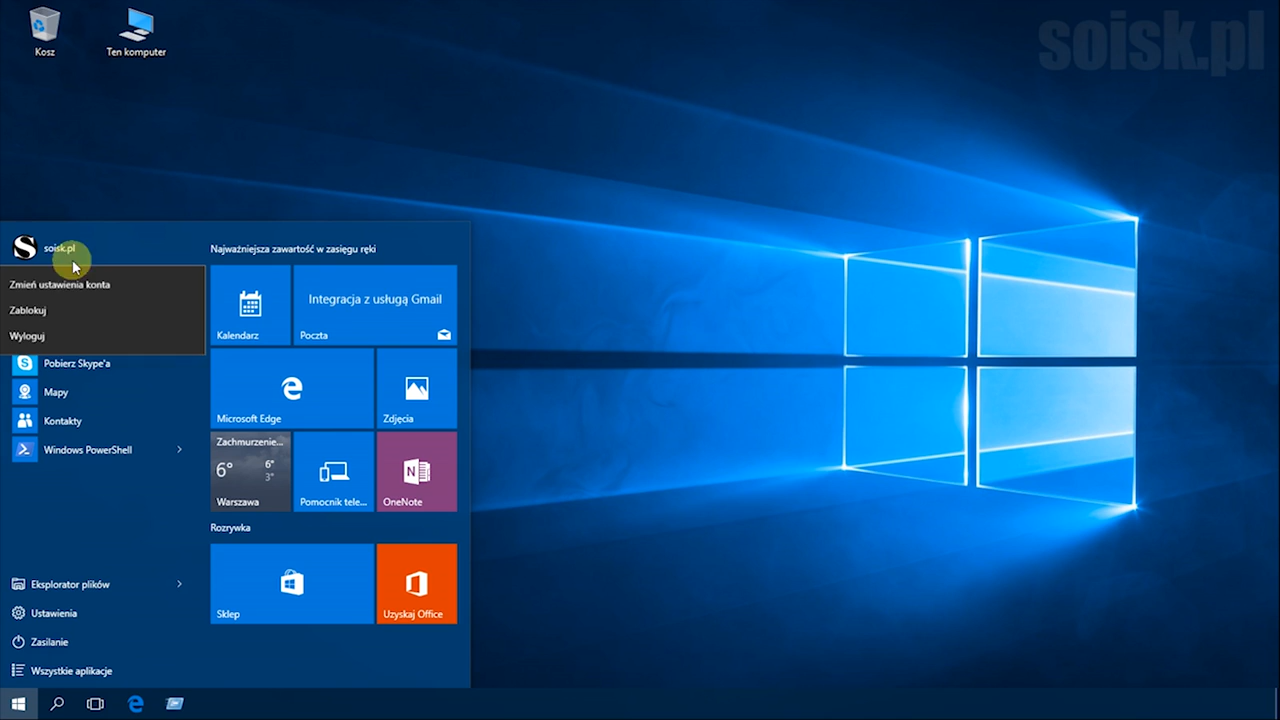 soisk.pl
Kosz
Ten komputer
soisk.pl
Zmień ustawienia konta
Zablokuj
Wyloguj
Pobierz Skype'a
Mapy
Kontakty
Windows PowerShell
Eksplorator plików
Ustawienia
Zasilanie
Wszystkie aplikacje
Najważniejsza zawartość w zasięgu ręki
Kalendarz
Integracja z usługą Gmail
Poczta
Microsoft Edge
Zdjęcia
Zachmurzenie...
6°
6°
3°
Warszawa
Pomocnik tele...
OneNote
Rozrywka
Sklep
Uzyskaj Office